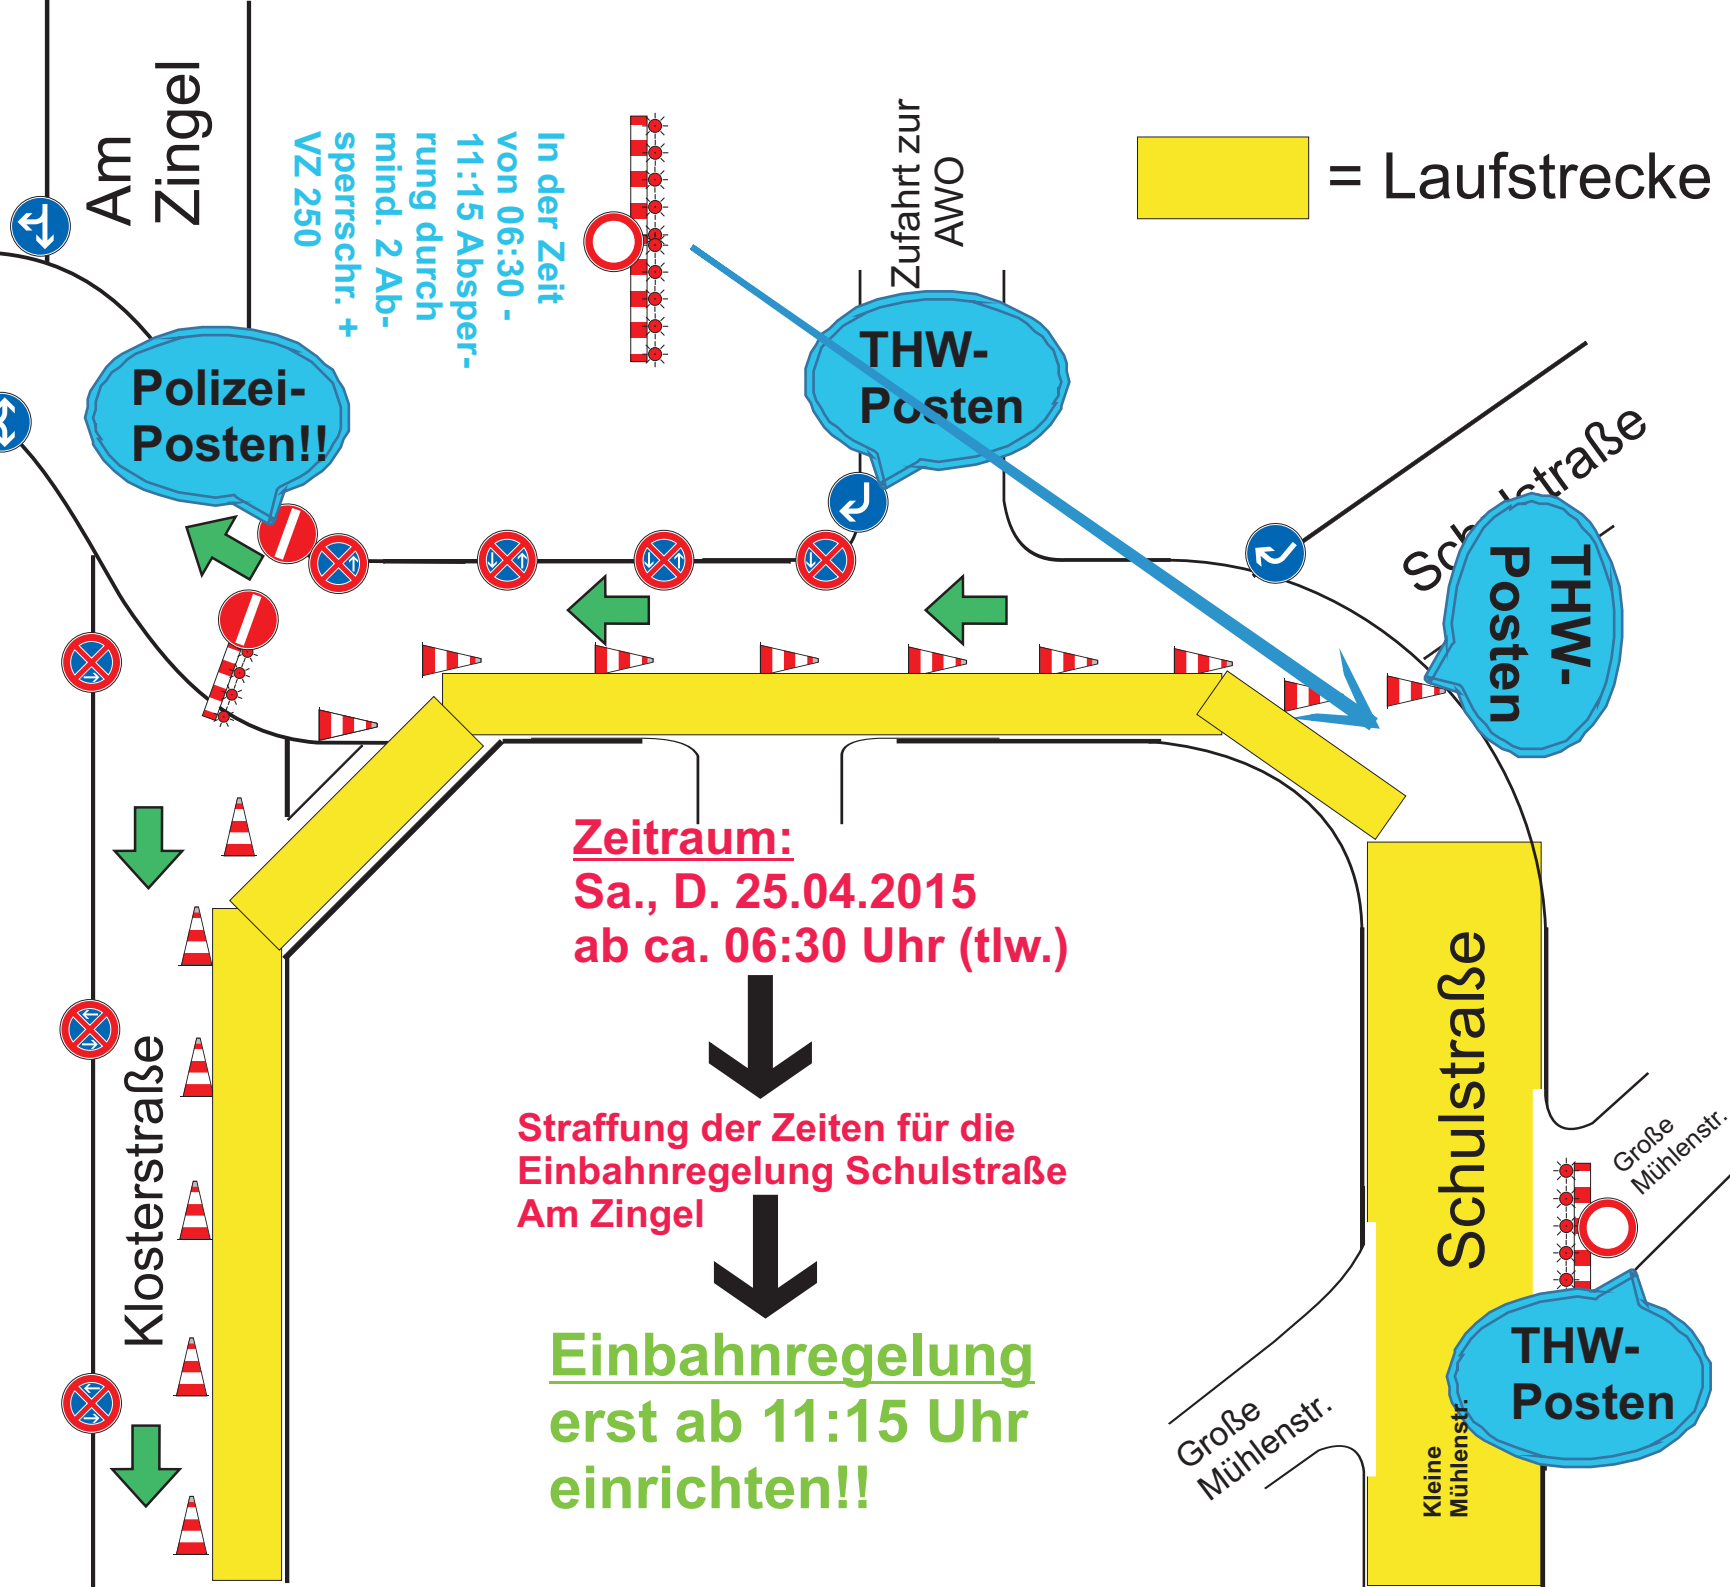 Am
Zingel
In der Zeit
von 06:30 -
11:15 Absper-
rung durch
mind. 2 Ab-
sperrschr. +
VZ 250
Zufahrt zur
AWO
= Laufstrecke
Polizei-
Posten!!
THW-
Posten
Schulstraße
THW-
Posten
Zeitraum:
Sa., D. 25.04.2015
ab ca. 06:30 Uhr (tlw.)
Straffung der Zeiten für die
Einbahnregelung Schulstraße
Am Zingel
Einbahnregelung
erst ab 11:15 Uhr
einrichten!!
Klosterstraße
Schulstraße
Große
Mühlenstr.
THW-
Posten
Große
Mühlenstr.
Kleine
Mühlenstr.